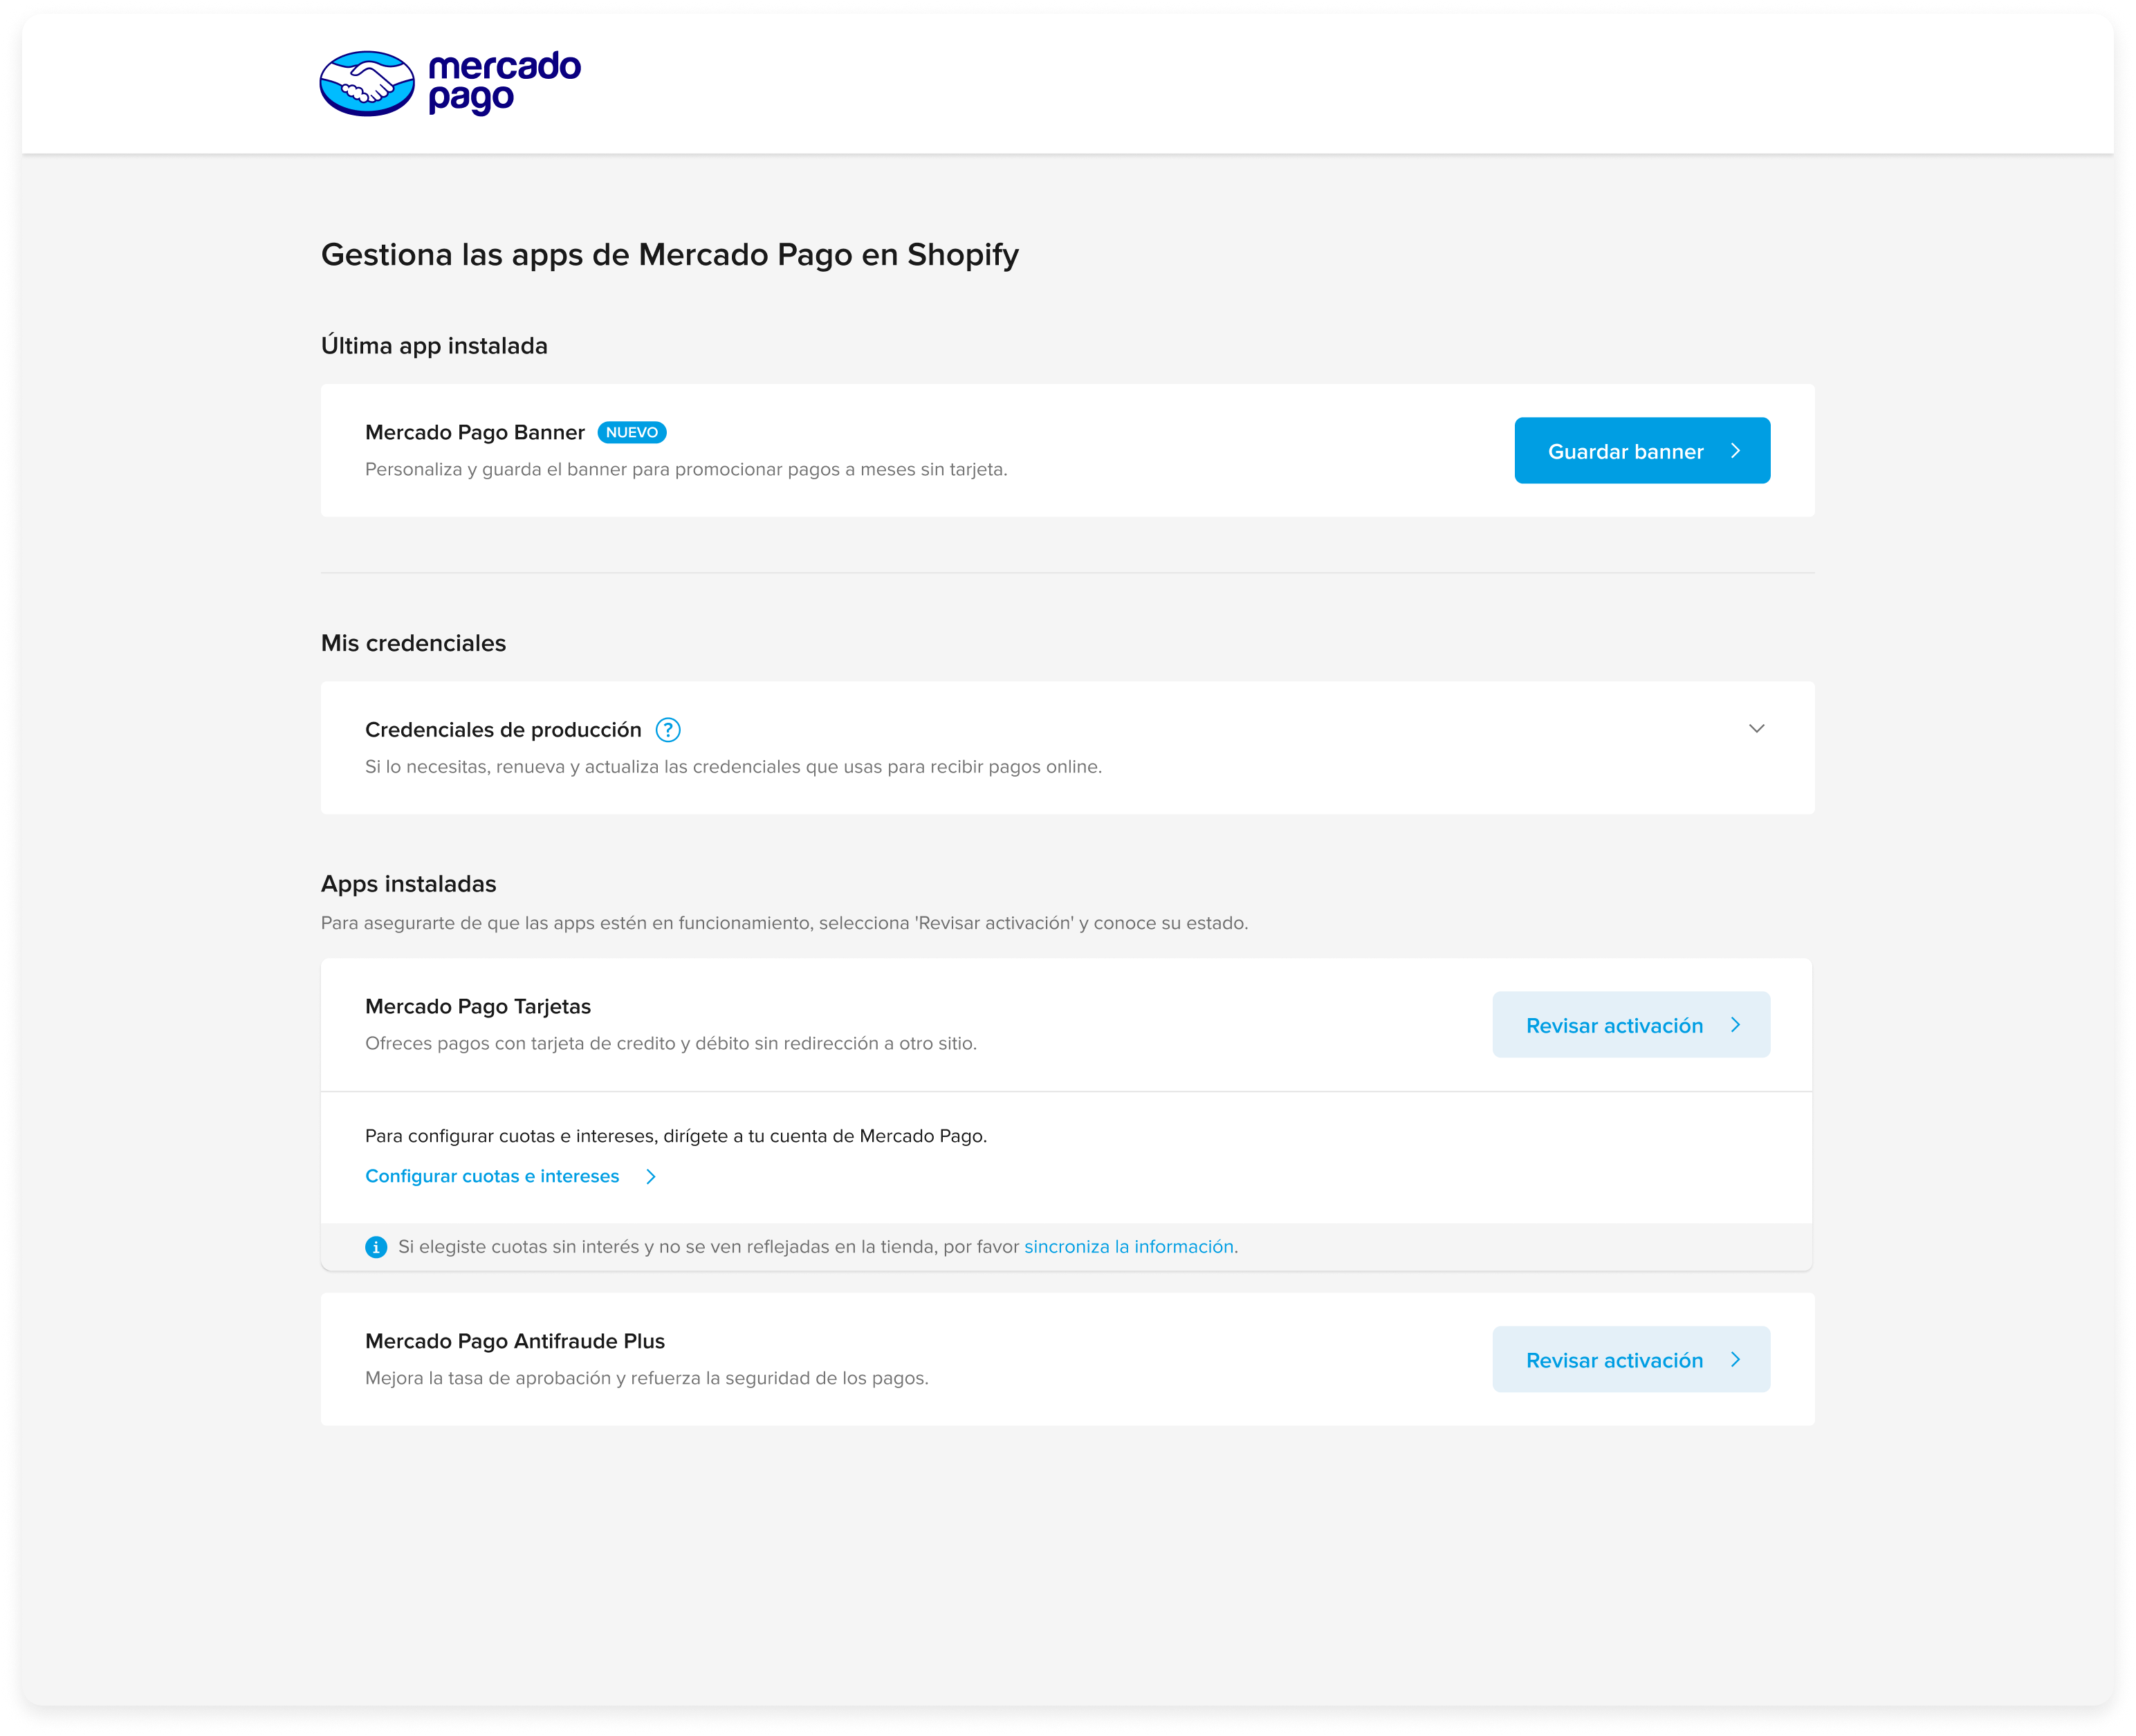 mercado
pago
Gestiona las apps de Mercado Pago en Shopify
Última app instalada
Mercado Pago Banner NUEVO
Personaliza y guarda el banner para promocionar pagos a meses sin tarjeta.
Guardar banner
Mis credenciales
Credenciales de producción ?
Si lo necesitas, renueva y actualiza las credenciales que usas para recibir pagos online.
Apps instaladas
Para asegurarte de que las apps estén en funcionamiento, selecciona 'Revisar activación' y conoce su estado.
Mercado Pago Tarjetas
Ofreces pagos con tarjeta de credito y débito sin redirección a otro sitio.
Revisar activación
Para configurar cuotas e intereses, dirígete a tu cuenta de Mercado Pago.
Configurar cuotas e intereses
i Si elegiste cuotas sin interés y no se ven reflejadas en la tienda, por favor sincroniza la información.
Mercado Pago Antifraude Plus
Mejora la tasa de aprobación y refuerza la seguridad de los pagos.
Revisar activación